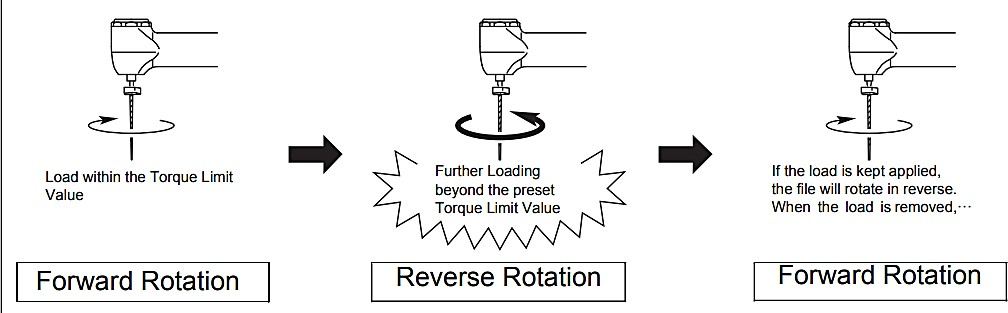 Load within the Torque Limit
Value
Forward Rotation
Further Loading
beyond the preset
Torque Limit Value
Reverse Rotation
If the load is kept applied,
the file will rotate in reverse.
When the load is removed,⋯
Forward Rotation